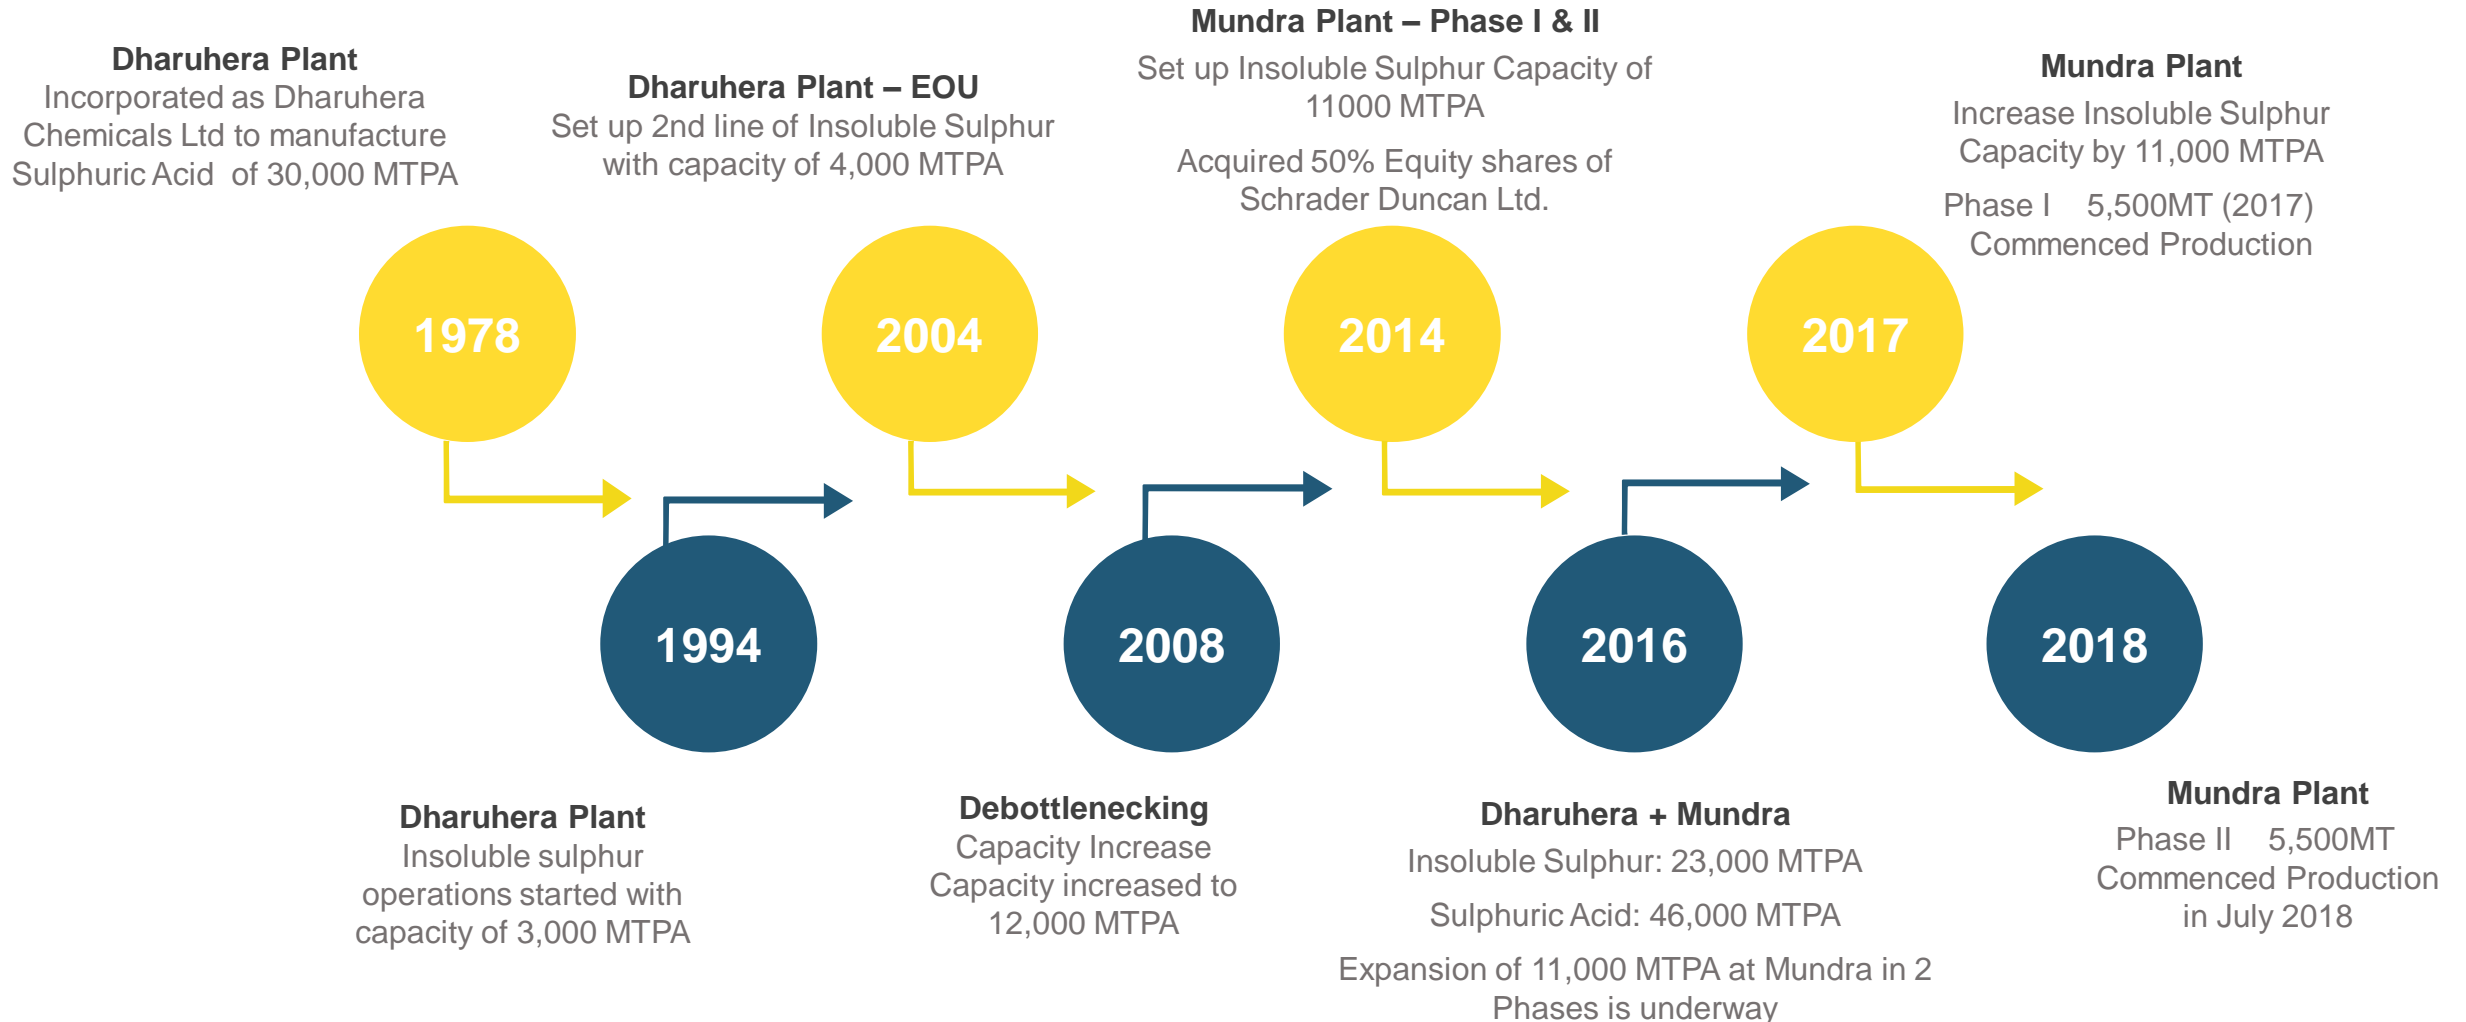 Dharuhera Plant
Incorporated as Dharuhera
Chemicals Ltd to manufacture
Sulphuric Acid of 30,000 MTPA
Dharuhera Plant – EOU
Set up 2nd line of Insoluble Sulphur
with capacity of 4,000 MTPA
Mundra Plant – Phase I & II
Set up Insoluble Sulphur Capacity of
11000 MTPA
Acquired 50% Equity shares of
Schrader Duncan Ltd.
Mundra Plant
Increase Insoluble Sulphur
Capacity by 11,000 MTPA
Phase I 5,500MT (2017)
Commenced Production
1978
2004
2014
2017
1994
2008
2016
2018
Dharuhera Plant
Insoluble sulphur
operations started with
capacity of 3,000 MTPA
Debottlenecking
Capacity Increase
Capacity increased to
12,000 MTPA
Dharuhera + Mundra
Insoluble Sulphur: 23,000 MTPA
Sulphuric Acid: 46,000 MTPA
Expansion of 11,000 MTPA at Mundra in 2
Phases is underway
Mundra Plant
Phase II 5,500MT
Commenced Production
in July 2018